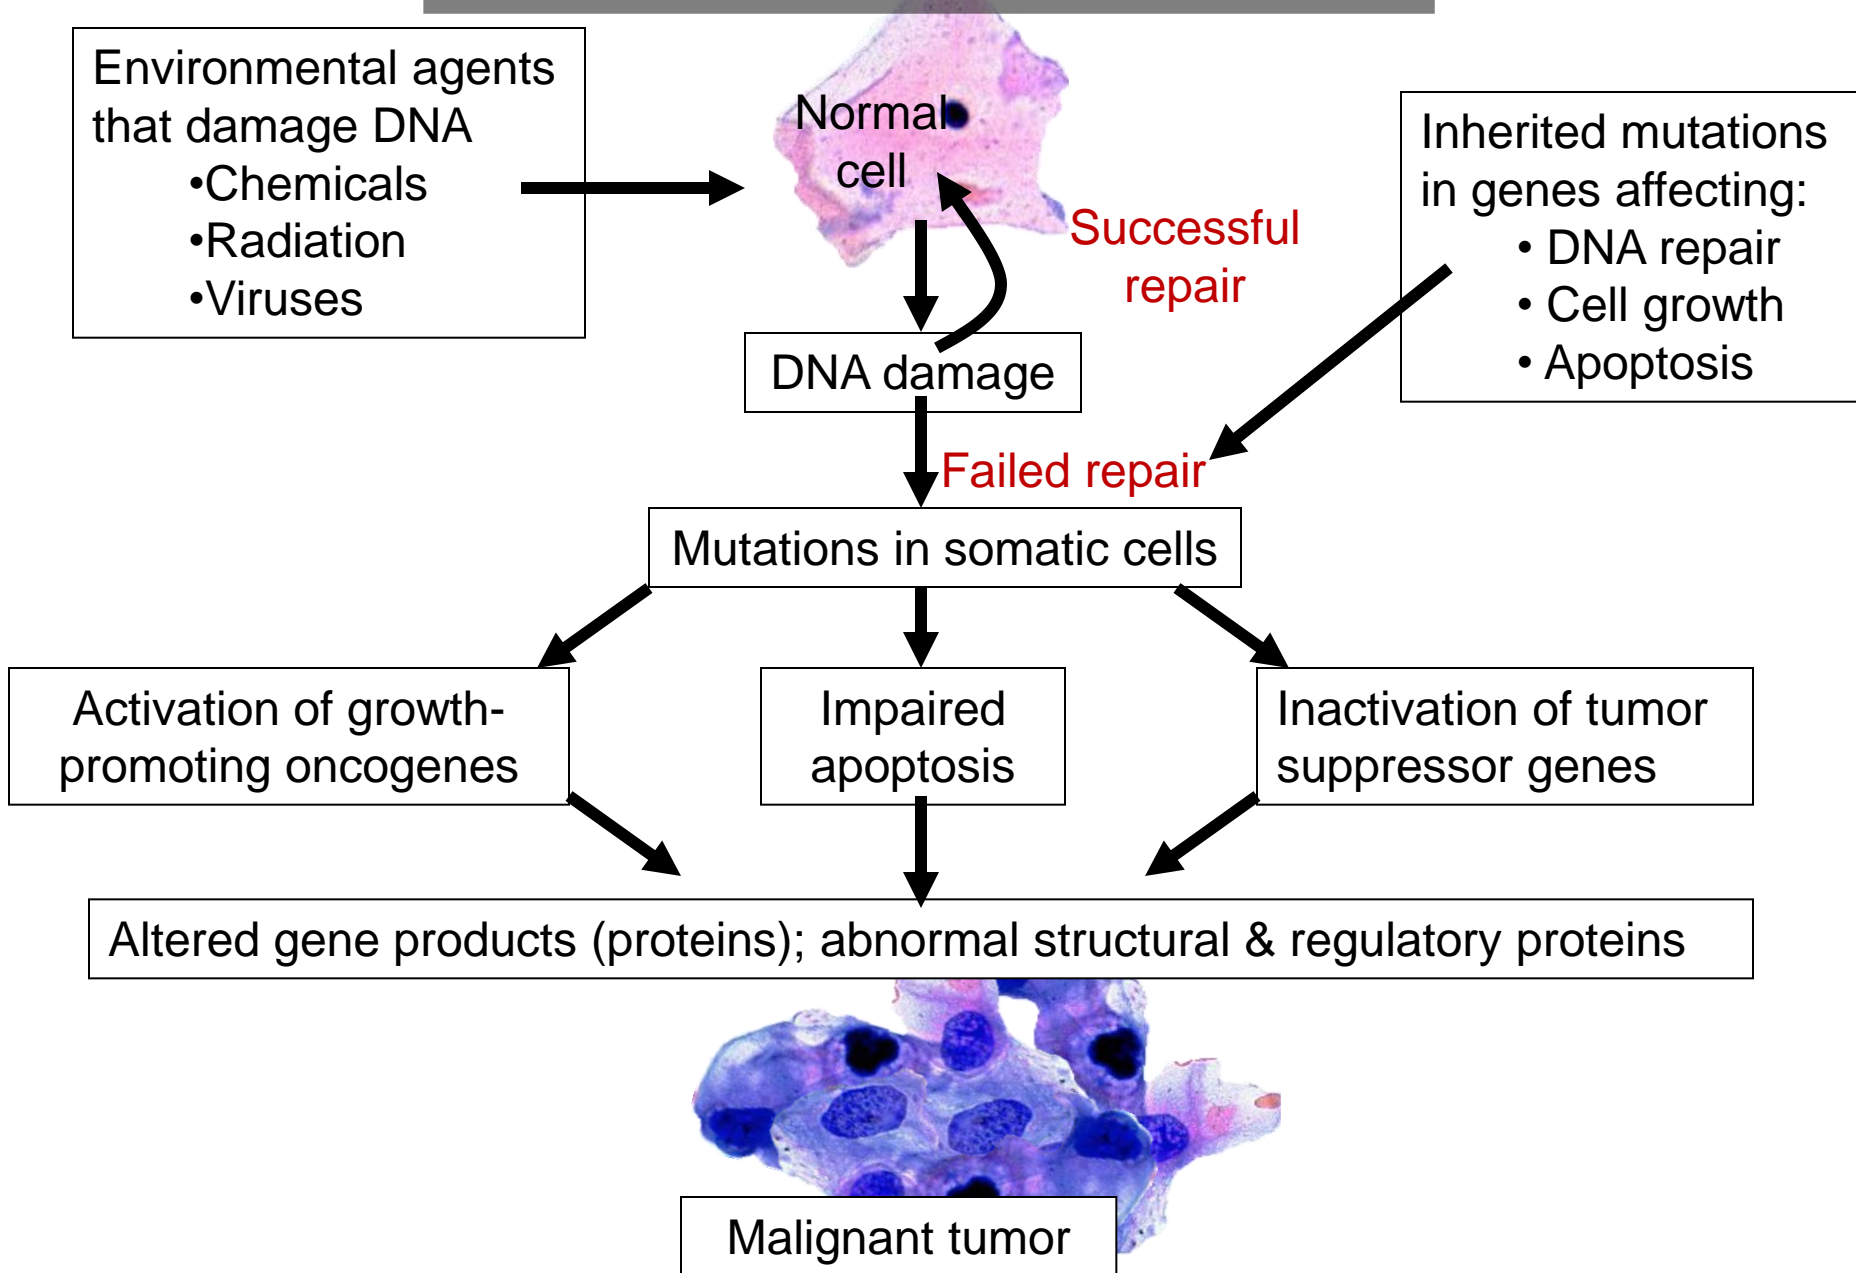 Environmental agents
that damage DNA
•Chemicals
•Radiation
•Viruses
Normal
cell
Successful
repair
Inherited mutations
in genes affecting:
• DNA repair
• Cell growth
• Apoptosis
DNA damage
Failed repair
Mutations in somatic cells
Activation of growth-
promoting oncogenes
Impaired
apoptosis
Inactivation of tumor
suppressor genes
Altered gene products (proteins); abnormal structural & regulatory proteins
Malignant tumor